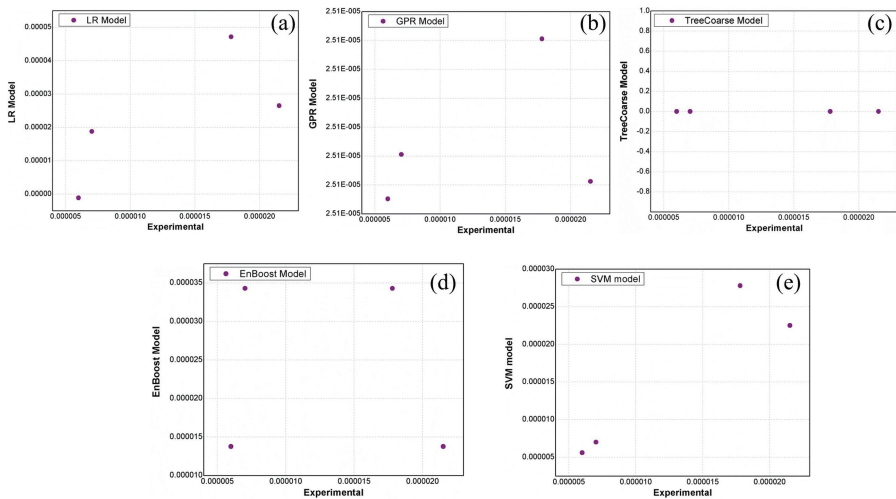 LR Model
(a)
0.00005
0.00004
0.00003
0.00002
0.00001
0.00000
LR Model
0.000005
0.000010
0.000015
0.000020
Experimental
GPR Model
(b)
2.51E-005
2.51E-005
2.51E-005
2.51E-005
2.51E-005
2.51E-005
2.51E-005
2.51E-005
GPR Model
0.000005
0.000010
0.000015
0.000020
Experimental
TreeCoarse Model
(c)
1.0
0.8
0.6
0.4
0.2
0.0
-0.2
-0.4
-0.6
-0.8
TreeCoarse Model
0.000005
0.000010
0.000015
0.000020
Experimental
EnBoost Model
(d)
0.000035
0.000030
0.000025
0.000020
0.000015
0.000010
EnBoost Model
0.000005
0.000010
0.000015
0.000020
Experimental
SVM model
(e)
0.000030
0.000025
0.000020
0.000015
0.000010
0.000005
SVM model
0.000005
0.000010
0.000015
0.000020
Experimental